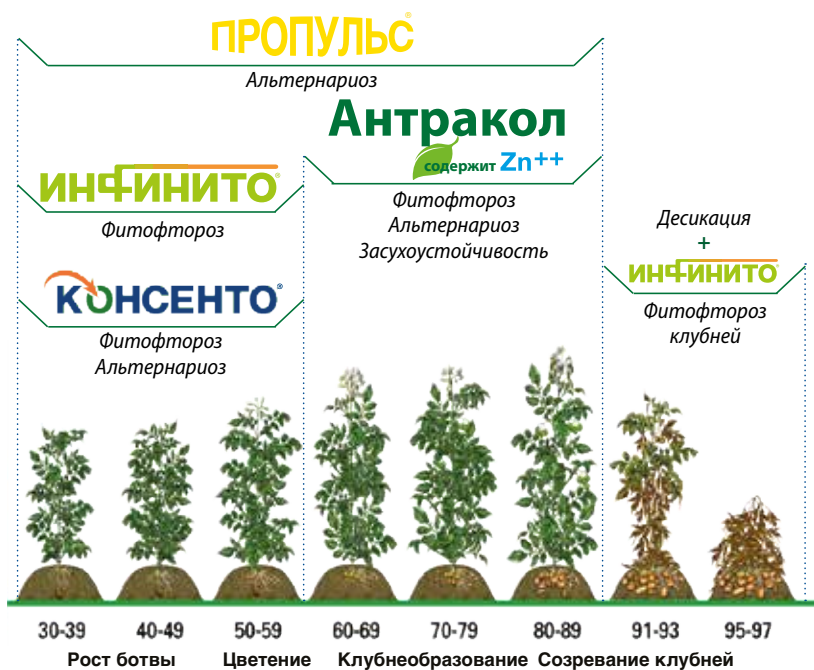 ПРОПУЛЬС®
Альтернариоз
Антракол
содержит Zn++
ИНФИНИТО®
Фитофтороз
Фитофтороз
Альтернариоз
Засухоустойчивость
КОНСЕНТО®
Фитофтороз
Альтернариоз
Десикация
+
ИНФИНИТО®
Фитофтороз
клубней
30-39 40-49 50-59 60-69 70-79 80-89 91-93 95-97
Рост ботвы Цветение Клубнеобразование Созревание клубней